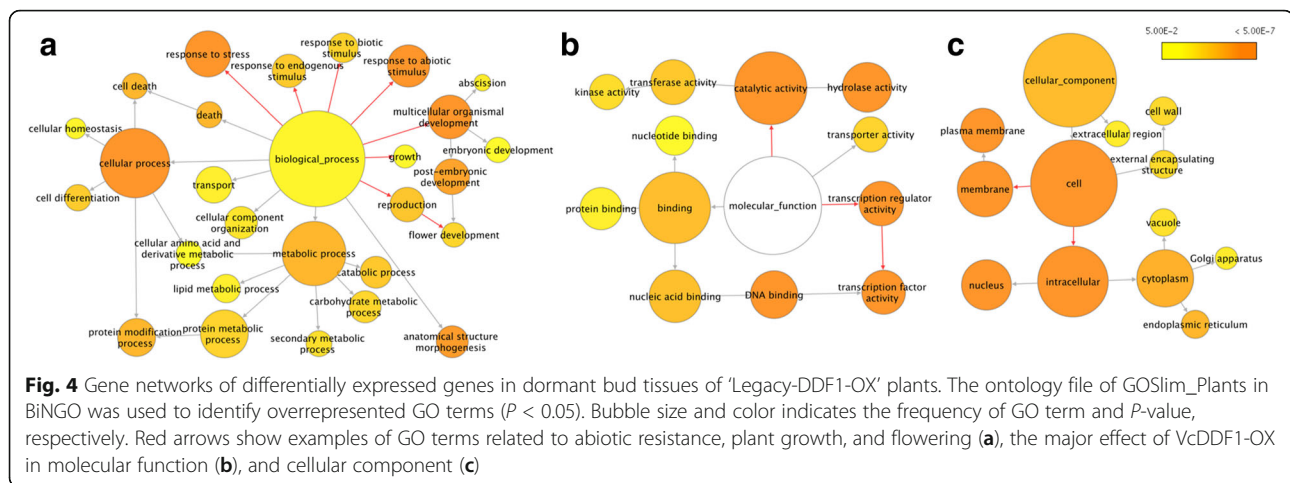 a
response to stress
response to biotic
stimulus
response to endogenous
stimulus
response to abiotic
stimulus
cell death
death
abscission
multicellular organismal
development
cellular homeostasis
biological_process
growth
embryonic development
cellular process
post-embryonic
development
transport
cell differentiation
reproduction
cellular component
organization
flower development
cellular amino acid and
derivative metabolic
process
metabolic process
catabolic process
lipid metabolic process
carbohydrate metabolic
process
protein modification
process
protein metabolic
process
secondary metabolic
process
anatomical structure
morphogenesis
b
transferase activity
kinase activity
catalytic activity
hydrolase activity
nucleotide binding
transporter activity
protein binding
binding
molecular_function
transcription regulator
activity
nucleic acid binding
DNA binding
transcription factor
activity
c
5.00E-2
< 5.00E-7
cellular_component
cell wall
plasma membrane
extracellular region
external encapsulating
structure
membrane
cell
vacuole
Golgi apparatus
nucleus
intracellular
cytoplasm
endoplasmic reticulum
Fig. 4 Gene networks of differentially expressed genes in dormant bud tissues of ‘Legacy-DDF1-OX’ plants. The ontology file of GOSlim_Plants in
BiNGO was used to identify overrepresented GO terms (P < 0.05). Bubble size and color indicates the frequency of GO term and P-value,
respectively. Red arrows show examples of GO terms related to abiotic resistance, plant growth, and flowering (a), the major effect of VcDDF1-OX
in molecular function (b), and cellular component (c)